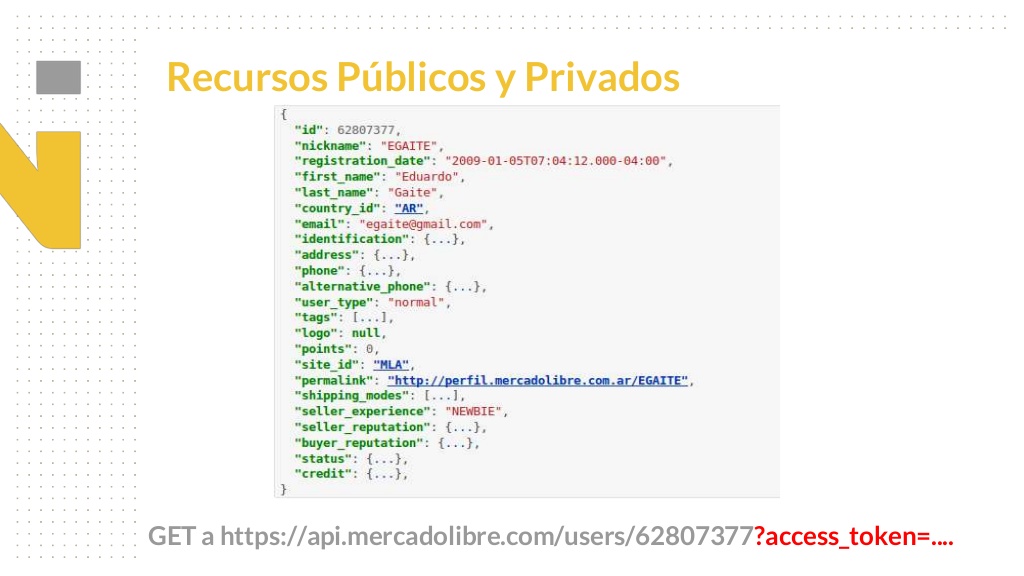 Recursos Públicos y Privados
{
"id": 62807377,
"nickname": "EGAITE",
"registration_date": "2009-01-05T07:04:12.000-04:00",
"first_name": "Eduardo",
"last_name": "Gaite",
"country_id": "AR",
"email": "egaite@gmail.com",
"identification": {...},
"address": {...},
"phone": {...},
"alternative_phone": {...},
"user_type": "normal",
"tags": [...],
"logo": null,
"points": 0,
"site_id": "MLA",
"permalink": "http://perfil.mercadolibre.com.ar/EGAITE",
"shipping_modes": [...],
"seller_experience": "NEWBIE",
"seller_reputation": {...},
"buyer_reputation": {...},
"status": {...},
"credit": {...},
}
GET a https://api.mercadolibre.com/users/62807377?access_token=....